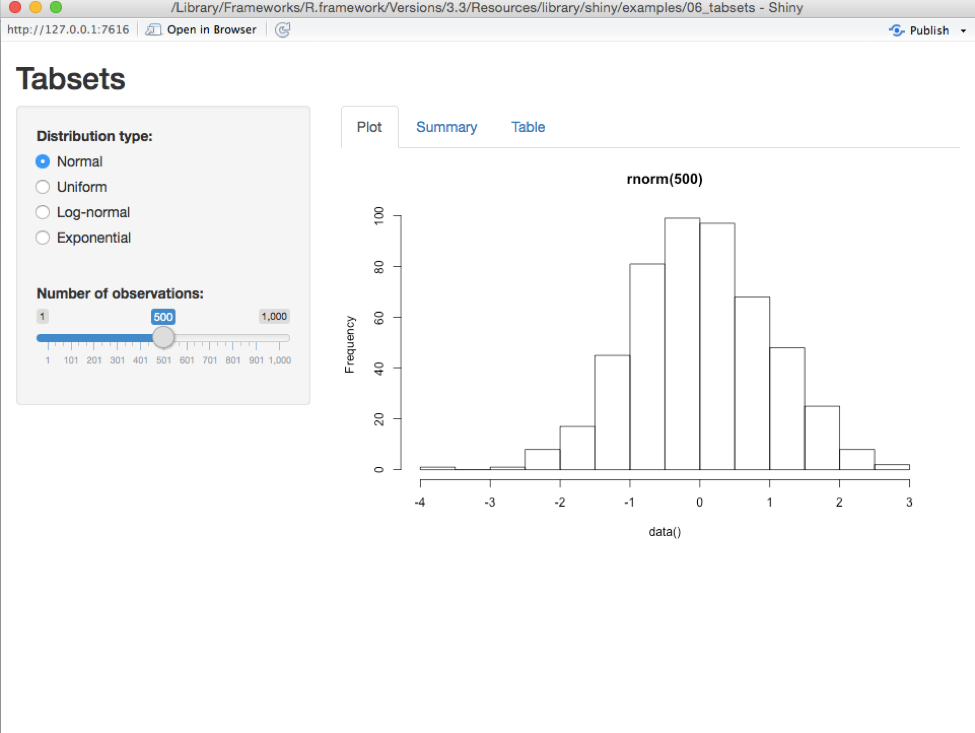 /Library/Frameworks/R.framework/Versions/3.3/Resources/library/shiny/examples/06_tabsets - Shiny
http://127.0.0.1:7616 Open in Browser Publish
Tabsets
Distribution type:
Normal
Uniform
Log-normal
Exponential
Number of observations:
1 500 1,000
1 101 201 301 401 501 601 701 801 901 1,000
Plot Summary Table
rnorm(500)
Frequency
100
80
60
40
20
0
-4 -3 -2 -1 0 1 2 3
data()